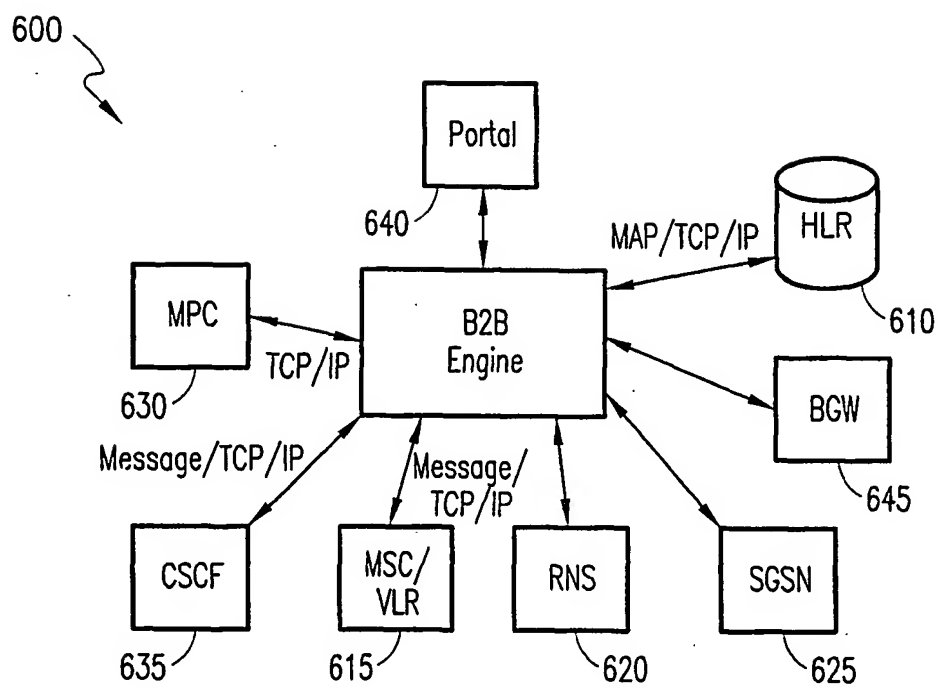 600
Portal
640
MAP/TCP/IP
HLR
610
MPC
630
TCP/IP
B2B
Engine
BGW
645
Message/TCP/IP
Message/
TCP/IP
CSCF
635
MSC/
VLR
615
RNS
620
SGSN
625